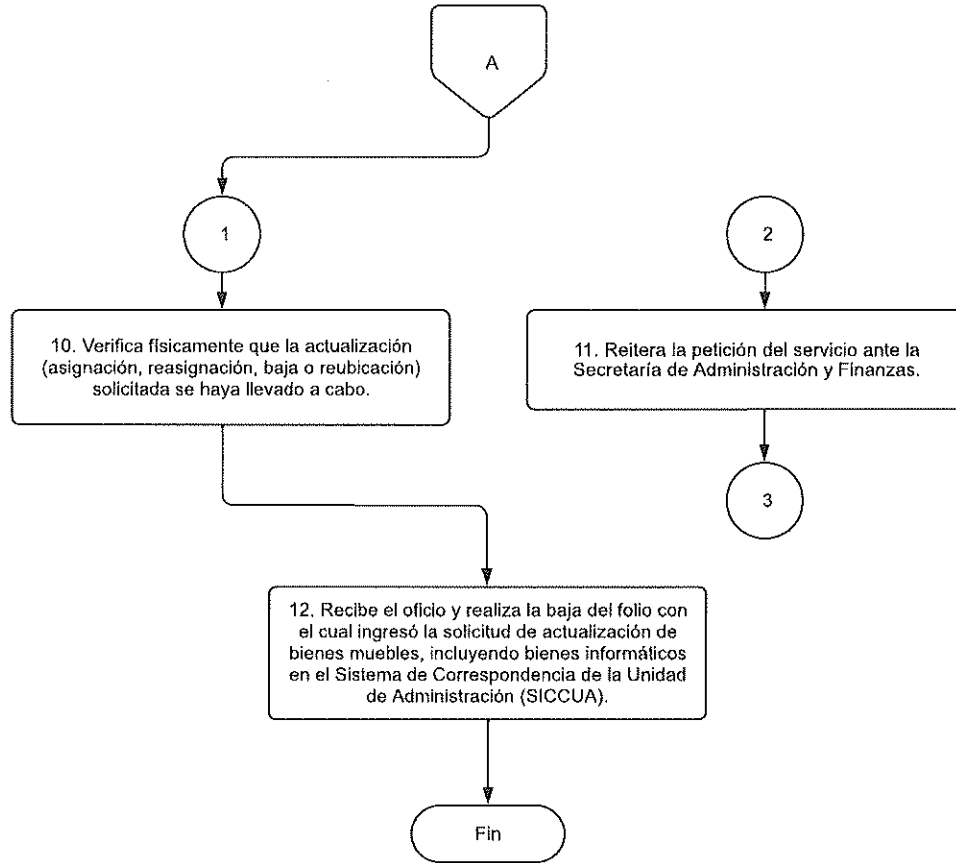 A
1
2
10. Verifica físicamente que la actualización
(asignación, reasignación, baja o reubicación)
solicitada se haya llevado a cabo.
11. Reitera la petición del servicio ante la
Secretaría de Administración y Finanzas.
3
12. Recibe el oficio y realiza la baja del folio con
el cual ingresó la solicitud de actualización de
bienes muebles, incluyendo bienes informáticos
en el Sistema de Correspondencia de la Unidad
de Administración (SICCUA).
Fin